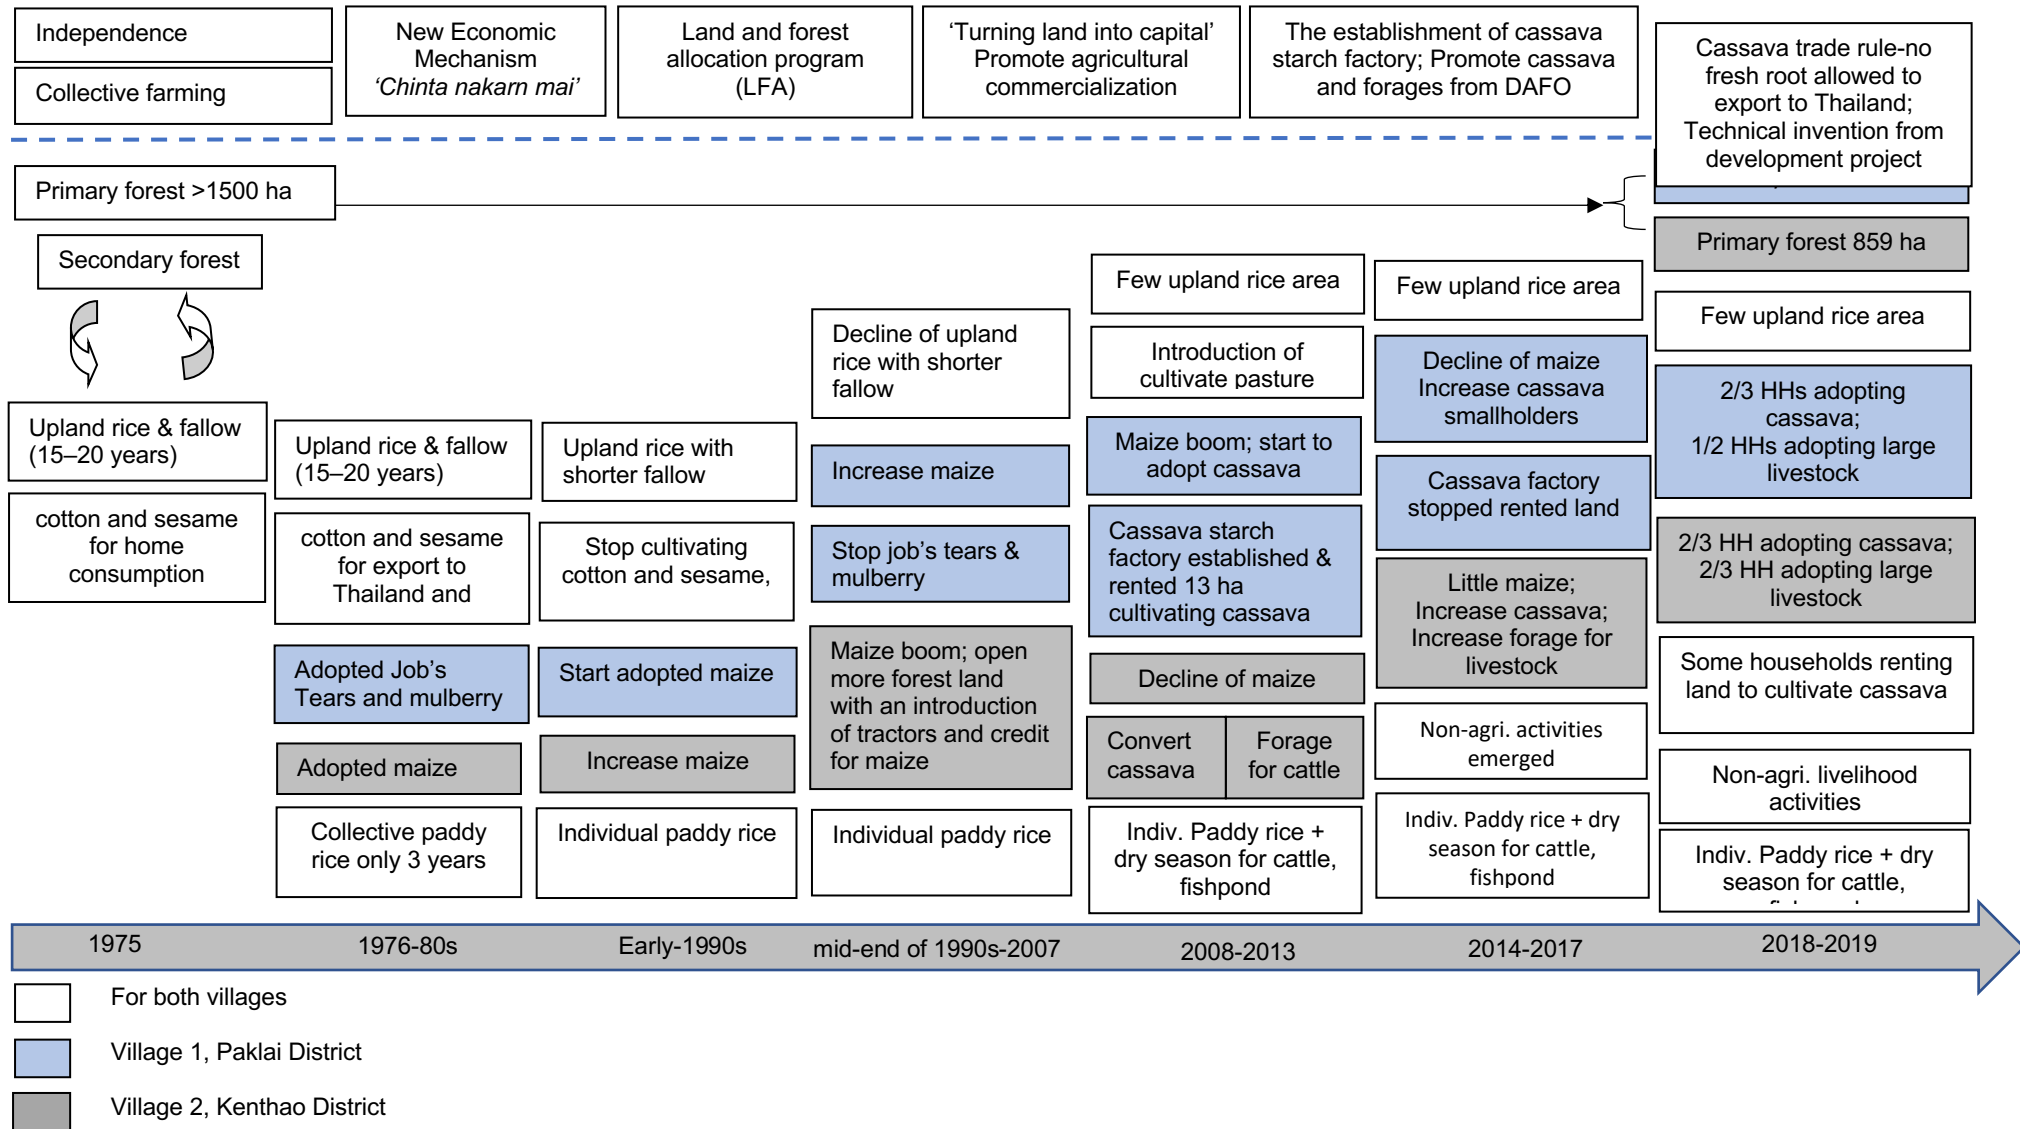 Independence
Collective farming
New Economic
Mechanism
‘Chinta nakarn mai’
Land and forest
allocation program
(LFA)
‘Turning land into capital’
Promote agricultural
commercialization
The establishment of cassava
starch factory; Promote cassava
and forages from DAFO
Cassava trade rule-no
fresh root allowed to
export to Thailand;
Technical invention from
development project
Primary forest >1500 ha
Primary forest 859 ha
Secondary forest
Upland rice & fallow
(15–20 years)
cotton and sesame
for home
consumption
Upland rice & fallow
(15–20 years)
cotton and sesame
for export to
Thailand and
Adopted Job’s
Tears and mulberry
Adopted maize
Collective paddy
rice only 3 years
Upland rice with
shorter fallow
Stop cultivating
cotton and sesame,
Start adopted maize
Increase maize
Individual paddy rice
Decline of upland
rice with shorter
fallow
Increase maize
Stop job’s tears &
mulberry
Maize boom; open
more forest land
with an introduction
of tractors and credit
for maize
Individual paddy rice
Few upland rice area
Introduction of
cultivate pasture
Maize boom; start to
adopt cassava
Cassava starch
factory established &
rented 13 ha
cultivating cassava
Decline of maize
Convert
cassava
Forage
for cattle
Indiv. Paddy rice +
dry season for cattle,
fishpond
Few upland rice area
Decline of maize
Increase cassava
smallholders
Cassava factory
stopped rented land
Little maize;
Increase cassava;
Increase forage for
livestock
Non-agri. activities
emerged
Indiv. Paddy rice + dry
season for cattle,
fishpond
Few upland rice area
2/3 HHs adopting
cassava;
1/2 HHs adopting large
livestock
2/3 HH adopting cassava;
2/3 HH adopting large
livestock
Some households renting
land to cultivate cassava
Non-agri. livelihood
activities
Indiv. Paddy rice + dry
season for cattle,
1975
1976-80s
Early-1990s
mid-end of 1990s-2007
2008-2013
2014-2017
2018-2019
For both villages
Village 1, Paklai District
Village 2, Kenthao District